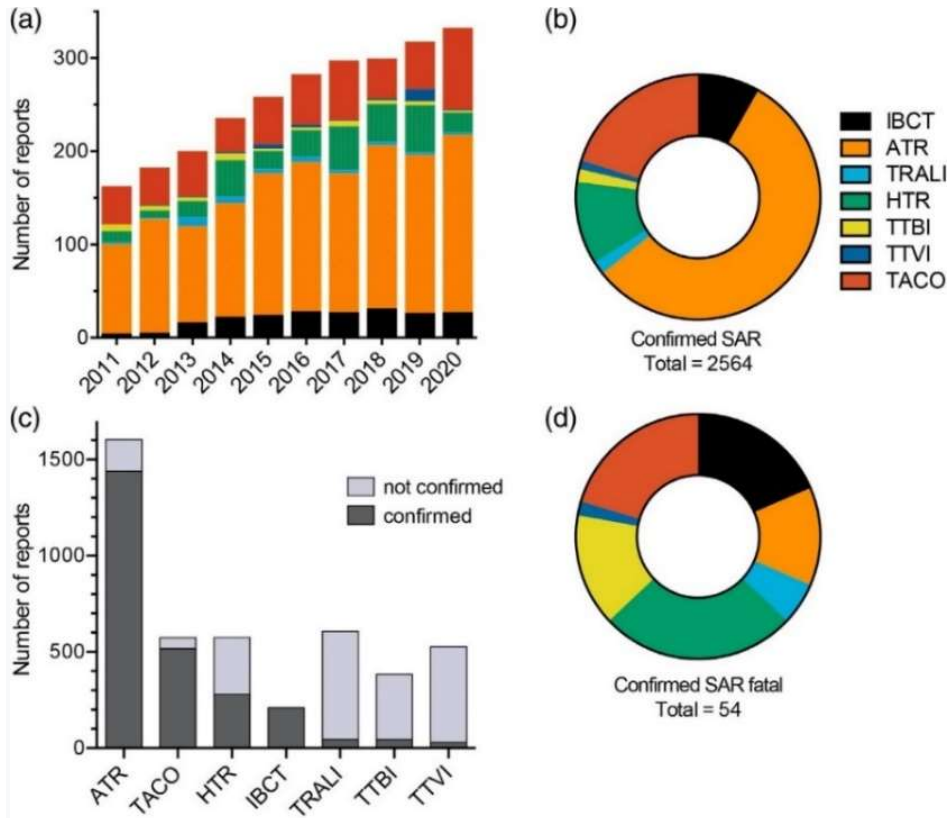 (a)
Number of reports
300
200
100
0
2011
2012
2013
2014
2015
2016
2017
2018
2019
2020
(b)
Confirmed SAR
Total = 2564
IBCT
ATR
TRALI
HTR
TTBI
TTVI
TACO
(c)
Number of reports
1500
1000
500
0
not confirmed
confirmed
ATR
TACO
HTR
IBCT
TRALI
TTBI
TTVI
(d)
Confirmed SAR fatal
Total = 54